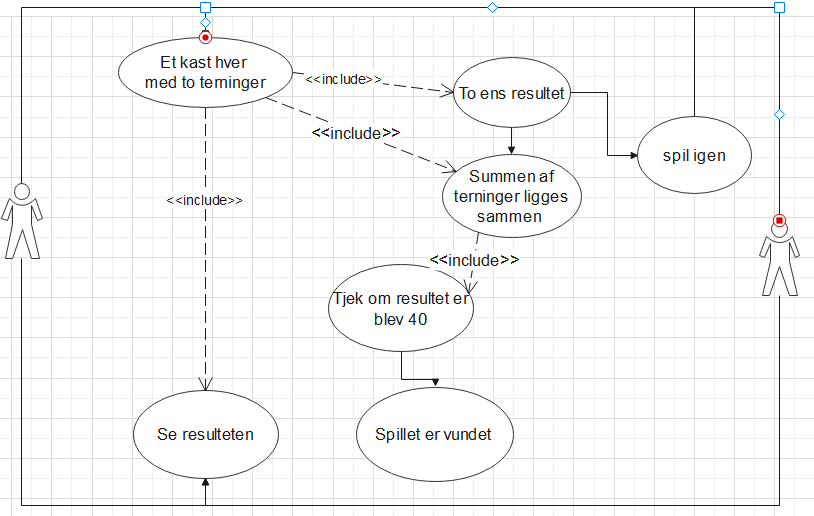 Et kast hver
med to terninger
<<include>>
To ens resultet
<<include>>
spil igen
Summen af
terninger ligges
sammen
<<include>>
<<include>>
Tjek om resultet er
blev 40
Se resulteten
Spillet er vundet